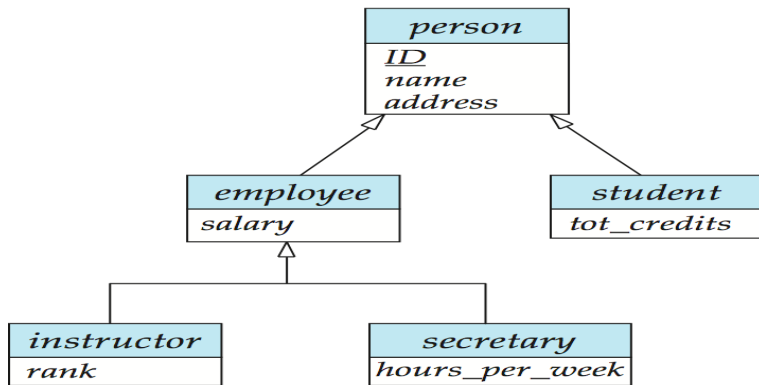 person
ID
name
address
employee
salary
student
tot_credits
instructor
rank
secretary
hours_per_week